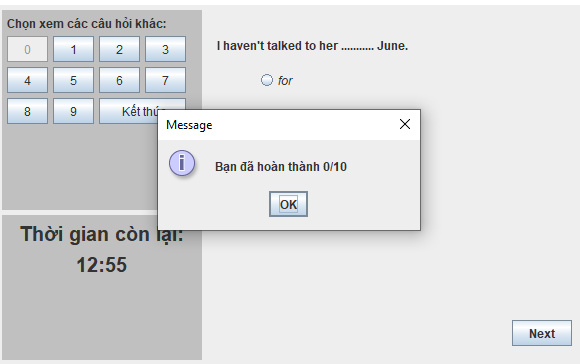 Chọn xem các câu hỏi khác:
0 1 2 3
4 5 6 7
8 9 Kết thúc
Thời gian còn lại:
12:55
I haven't talked to her ........... June.
for
Message
Bạn đã hoàn thành 0/10
OK
Next